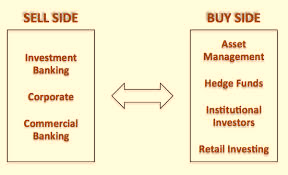 SELL SIDE
Investment
Banking
Corporate
Commercial
Banking
BUY SIDE
Asset
Management
Hedge Funds
Institutional
Investors
Retail Investing